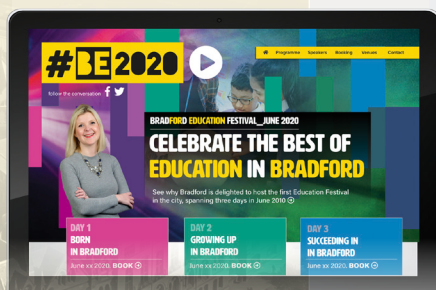 #BE2020
Programme Speakers Booking Venues Contact
follow the conversation
BRADFORD EDUCATION FESTIVAL_JUNE 2020
CELEBRATE THE BEST OF
EDUCATION IN BRADFORD
See why Bradford is delighted to host the first Education Festival
in the city, spanning three days in June 2010
DAY 1
BORN
IN BRADFORD
June xx 2020. BOOK
DAY 2
GROWING UP
IN BRADFORD
June xx 2020. BOOK
DAY 3
SUCCEEDING IN
IN BRADFORD
June xx 2020. BOOK